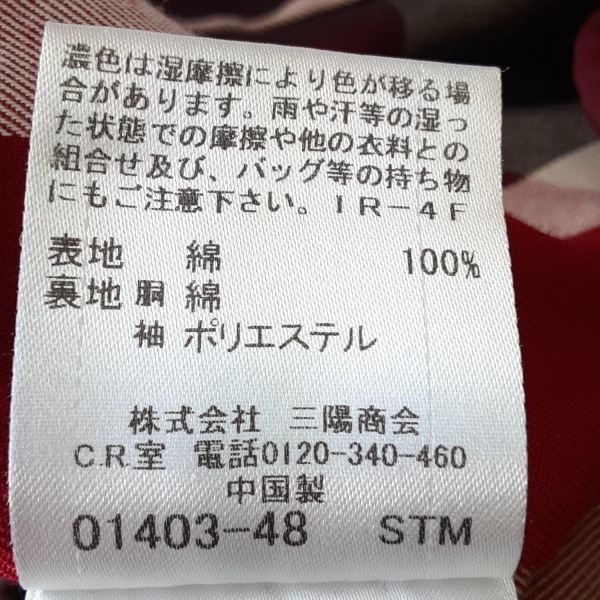 濃色は湿摩擦により色が移る場
合があります。雨や汗等の湿っ
た状態での摩擦や他の衣料との
組合せ及び、バッグ等の持ち物
にもご注意下さい。IR-4F
表地 綿 100%
裏地 胴 綿
袖 ポリエステル
株式会社 三陽商会
C.R.室 電話0120-340-460
中国製
01403-48 STM